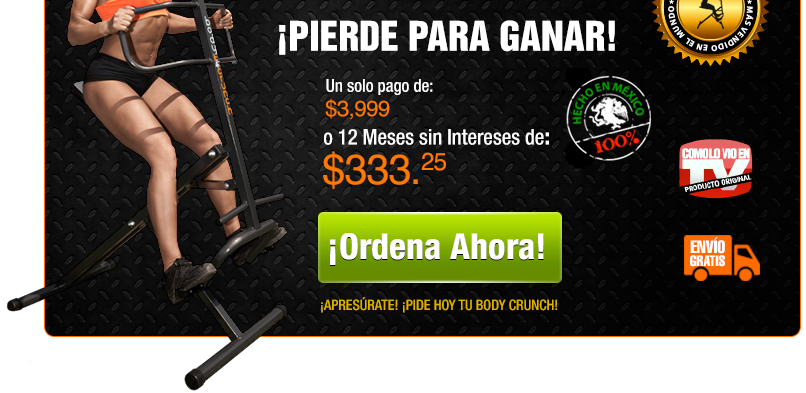 MÁS VENDIDO EN EL MUNDO
¡PIERDE PARA GANAR!
Un solo pago de:
$3,999
o 12 Meses sin Intereses de:
$333.25
HECHO EN MÉXICO
100%
COMO LO VIO EN
TV
PRODUCTO ORIGINAL
¡Ordena Ahora!
ENVÍO
GRATIS
¡APRESÚRATE! ¡PIDE HOY TU BODY CRUNCH!